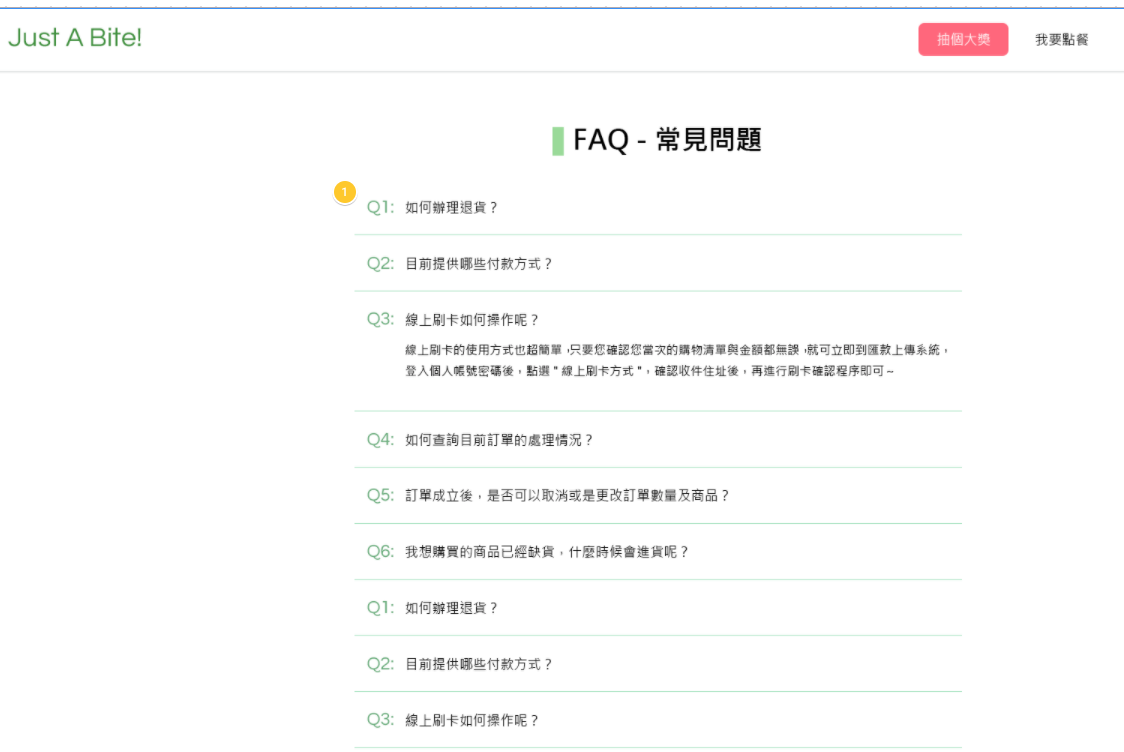 Just A Bite!
抽個大獎
我要點餐
FAQ - 常見問題
1
Q1: 如何辦理退貨？
Q2: 目前提供哪些付款方式？
Q3: 線上刷卡如何操作呢？
線上刷卡的使用方式也超簡單，只要您確認您當次的購物清單與金額都無誤，就可立即到匯款上傳系統，
登入個人帳號密碼後，點選 " 線上刷卡方式 "，確認收件住址後，再進行刷卡確認程序即可~
Q4: 如何查詢目前訂單的處理情況？
Q5: 訂單成立後，是否可以取消或是更改訂單數量及商品？
Q6: 我想購買的商品已經缺貨，什麼時候會進貨呢？
Q1: 如何辦理退貨？
Q2: 目前提供哪些付款方式？
Q3: 線上刷卡如何操作呢？